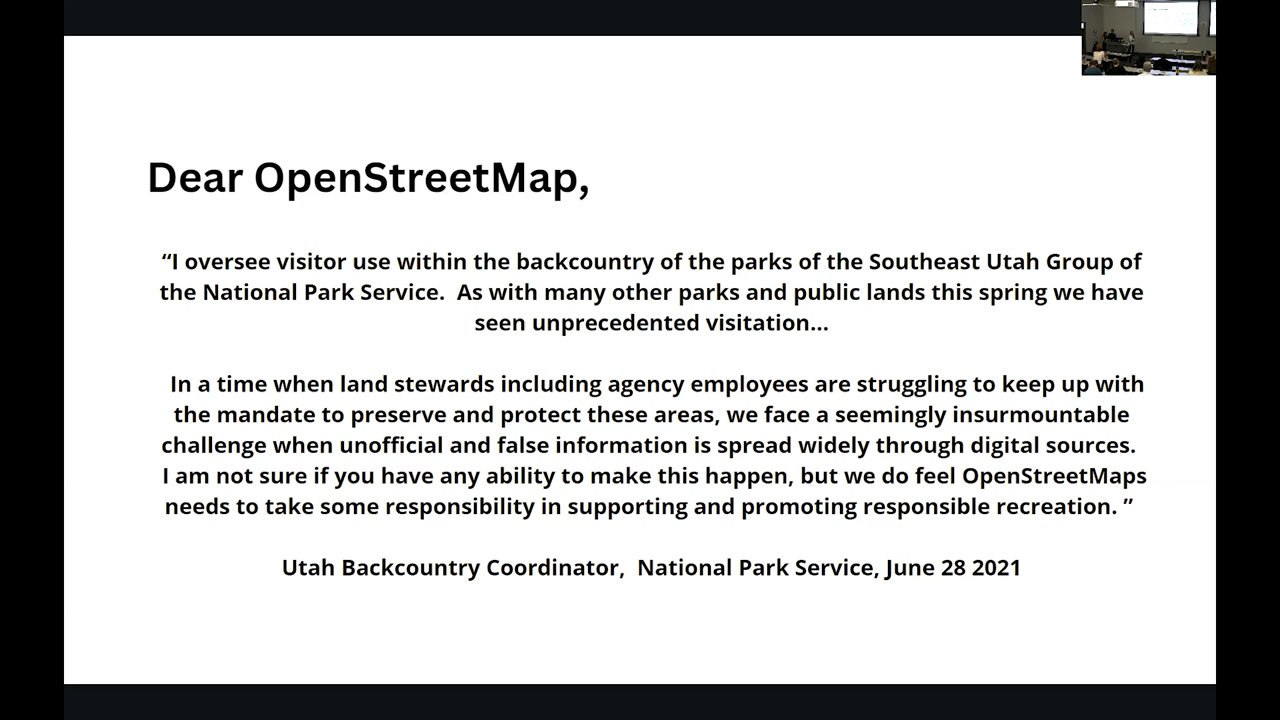 Dear OpenStreetMap,
“I oversee visitor use within the backcountry of the parks of the Southeast Utah Group of
the National Park Service.  As with many other parks and public lands this spring we have
seen unprecedented visitation...
In a time when land stewards including agency employees are struggling to keep up with
the mandate to preserve and protect these areas, we face a seemingly insurmountable
challenge when unofficial and false information is spread widely through digital sources.
I am not sure if you have any ability to make this happen, but we do feel OpenStreetMaps
needs to take some responsibility in supporting and promoting responsible recreation. ”
Utah Backcountry Coordinator,  National Park Service, June 28 2021